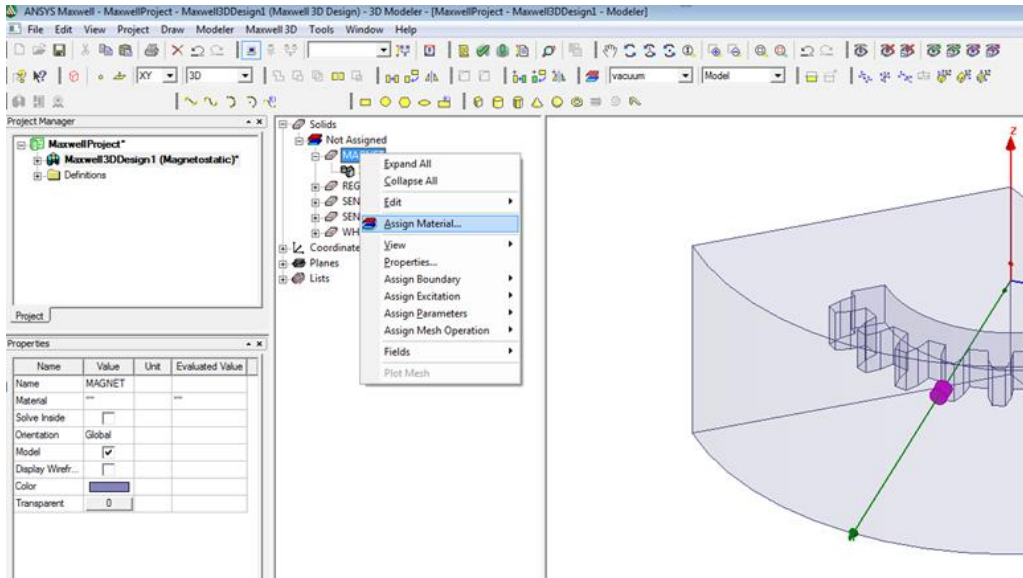 ANSYS Maxwell - MaxwellProject - Maxwell3DDesign1 (Maxwell 3D Design) - 3D Modeler - [MaxwellProject - Maxwell3DDesign1 - Modeler]
File Edit View Project Draw Modeler Maxwell 3D Tools Window Help
XY 3D vacuum Model
Project Manager
MaxwellProject*
Maxwell3DDesign1 (Magnetostatic)*
Definitions
Project
Properties
Name Value Unit Evaluated Value
Name MAGNET
Material "" ""
Solve Inside
Orientation Global
Model
Display Wirefr...
Color
Transparent 0
Solids
Not Assigned
REG
SEN
SEN
WH
Coordinate
Planes
Lists
Expand All
Collapse All
Edit
Assign Material...
View
Properties...
Assign Boundary
Assign Excitation
Assign Parameters
Assign Mesh Operation
Fields
Plot Mesh
Z